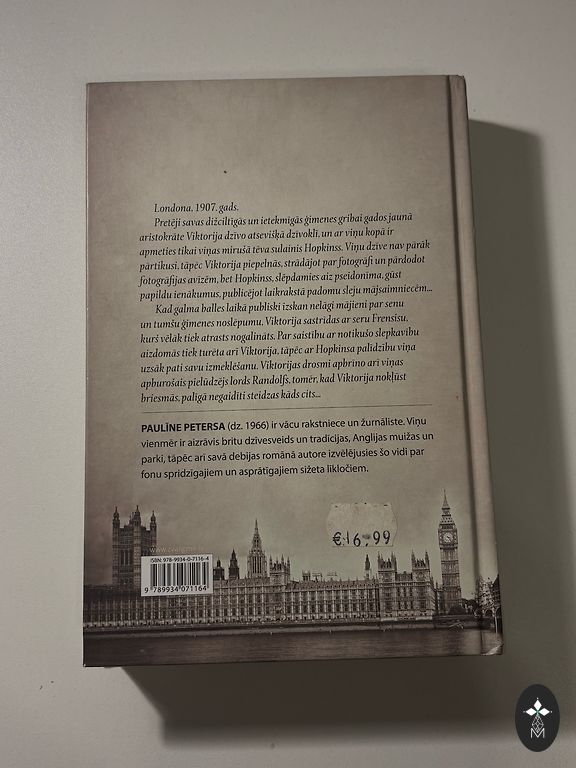 Londona, 1907. gads.
Pretēji savas dižciltīgās un ietekmīgās ģimenes gribai gados jaunā
aristokrāte Viktorija dzīvo atsevišķā dzīvoklī, un ar viņu kopā ir
apmeties tikai viņas mirušā tēva sulainis Hopkinss. Viņu dzīve nav pārāk
pārtikusi, tāpēc Viktorija piepelnās, strādājot par fotogrāfi un pārdodot
fotogrāfijas avīzēm, bet Hopkinss, slēpdamies aiz pseidonīma, gūst
papildu ienākumus, publicējot laikrakstā padomu sleju mājsaimniecēm...
Kad galma balles laikā publiski izskan nelāgi mājieni par senu
un tumšu ģimenes noslēpumu, Viktorija sastrīdas ar seru Frensisu,
kurš vēlāk tiek atrasts nogalināts. Par saistību ar notikušo slepkavību
aizdomās tiek turēta arī Viktorija, tāpēc ar Hopkinsa palīdzību viņa
uzsāk pati savu izmeklēšanu. Viktorijas drosmi apbrīno arī viņas
apburošais pielūdzējs lords Randolfs, tomēr, kad Viktorija nokļūst
briesmās, palīgā negaidīti steidzas kāds cits...
PAULĪNE PETERSA (dz. 1966) ir vācu rakstniece un žurnāliste. Viņu
vienmēr ir aizrāvis britu dzīvesveids un tradīcijas, Anglijas muižas un
parki, tāpēc arī savā debijas romānā autore izvēlējusies šo vidi par
fonu spridzīgajiem un asprātīgajiem sižeta līkločiem.
€16.99
ISBN: 978-9934-0-7116-4
9 789934 071164
M